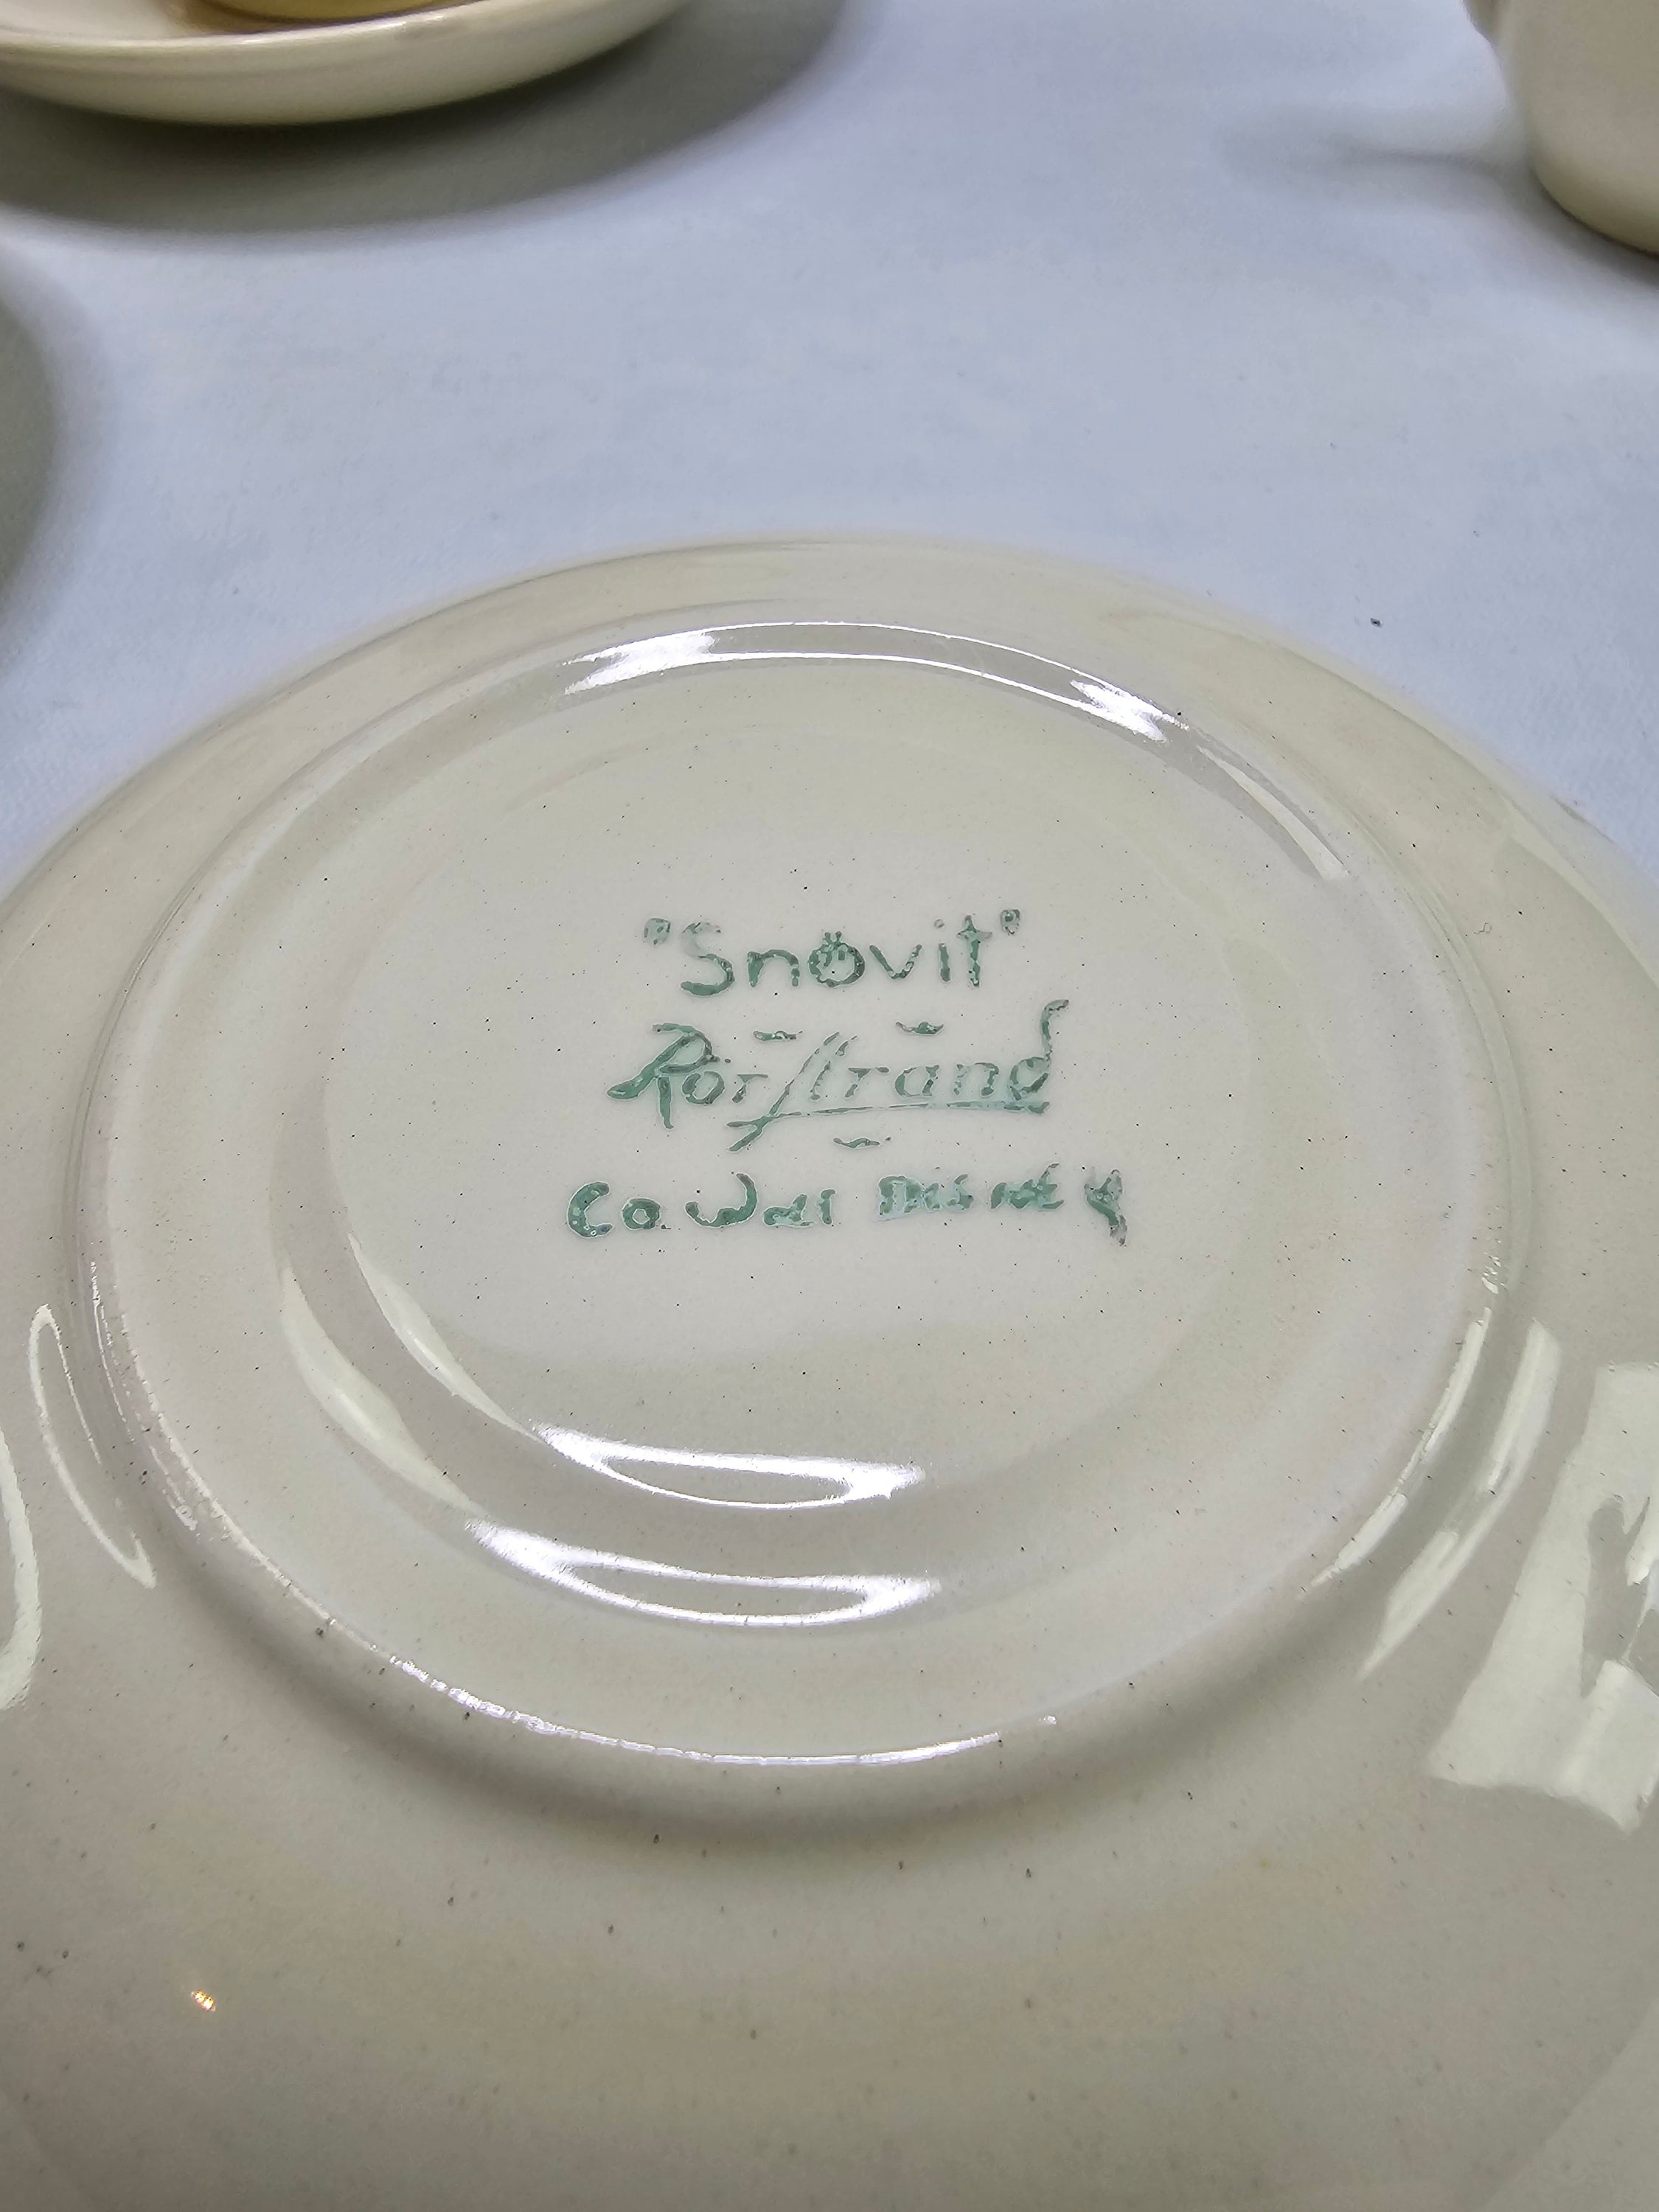 "Snövit"
Rörstrand
Co. Walt DISNEY